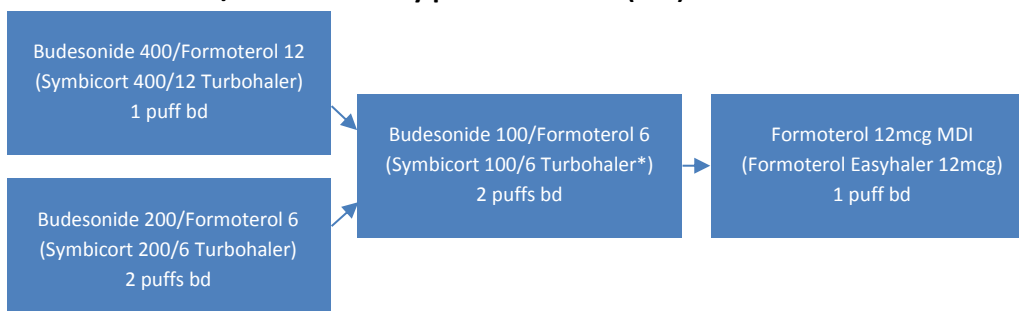 Budesonide 400/Formoterol 12
(Symbicort 400/12 Turbohaler)
1 puff bd
Budesonide 200/Formoterol 6
(Symbicort 200/6 Turbohaler)
2 puffs bd
Budesonide 100/Formoterol 6
(Symbicort 100/6 Turbohaler*)
2 puffs bd
Formoterol 12mcg MDI
(Formoterol Easyhaler 12mcg)
1 puff bd